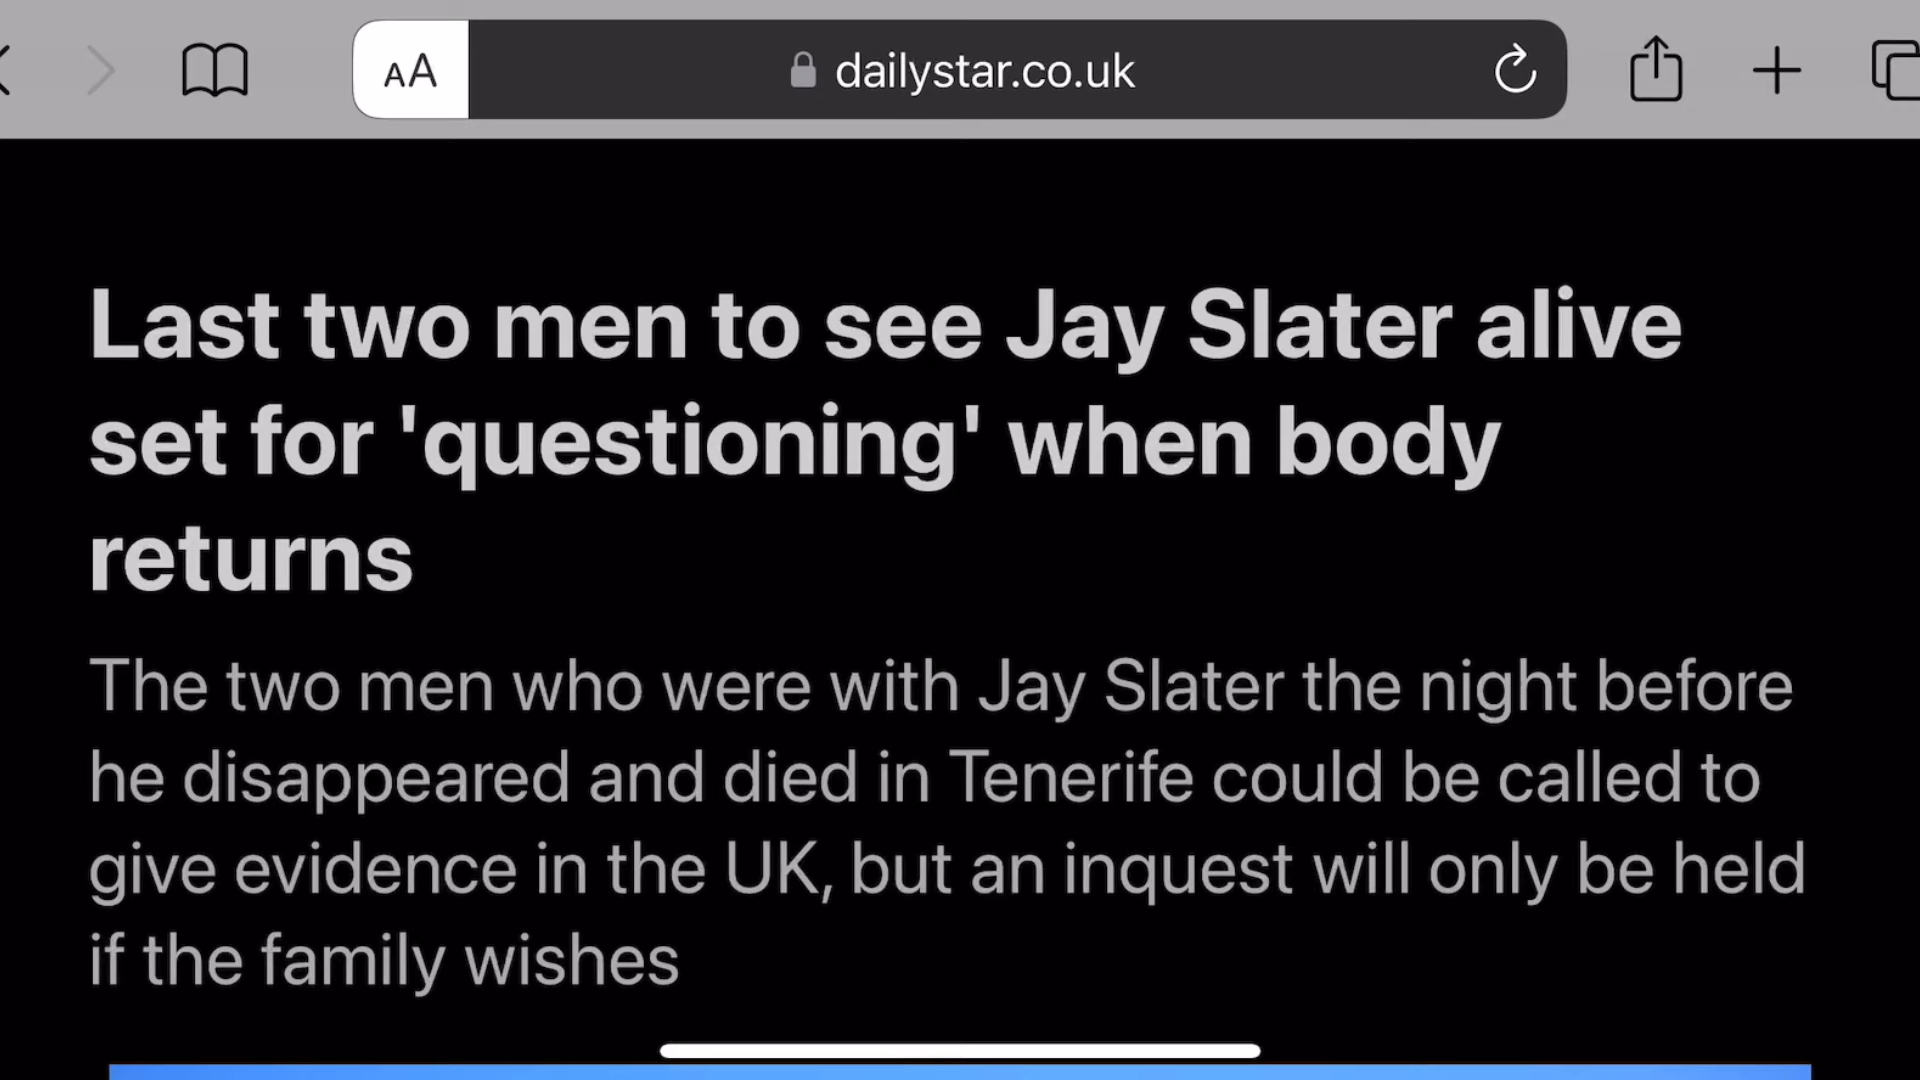 AA
dailystar.co.uk
Last two men to see Jay Slater alive
set for 'questioning' when body
returns
The two men who were with Jay Slater the night before
he disappeared and died in Tenerife could be called to
give evidence in the UK, but an inquest will only be held
if the family wishes